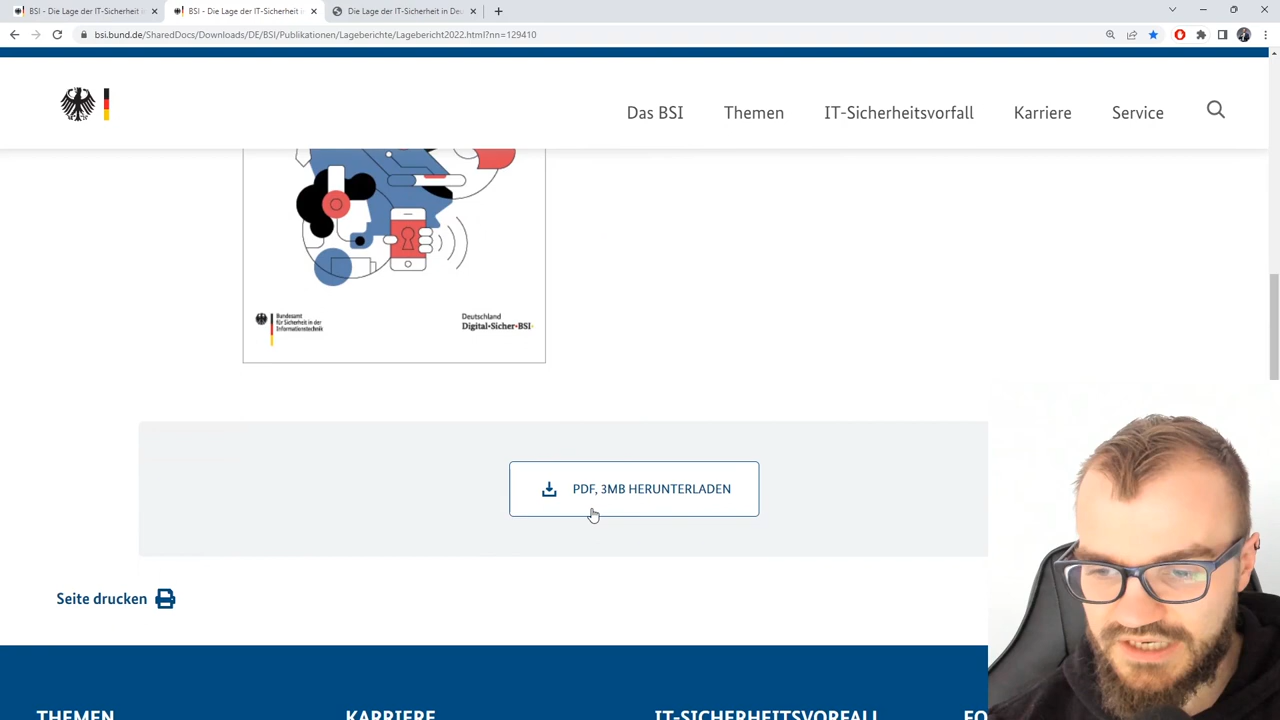 BSI - Die Lage der IT-Sicherheit i
BSI - Die Lage der IT-Sicherheit in
Die Lage der IT-Sicherheit in Deu
bsi.bund.de/SharedDocs/Downloads/DE/BSI/Publikationen/Lageberichte/Lagebericht2022.html?nn=129410
Das BSI
Themen
IT-Sicherheitsvorfall
Karriere
Service
Bundesamt
für Sicherheit in der
Informationstechnik
Deutschland
Digital•Sicher•BSI•
PDF, 3MB HERUNTERLADEN
Seite drucken
THEMEN
KARRIERE
IT-SICHERHEITSVORFALL
FO